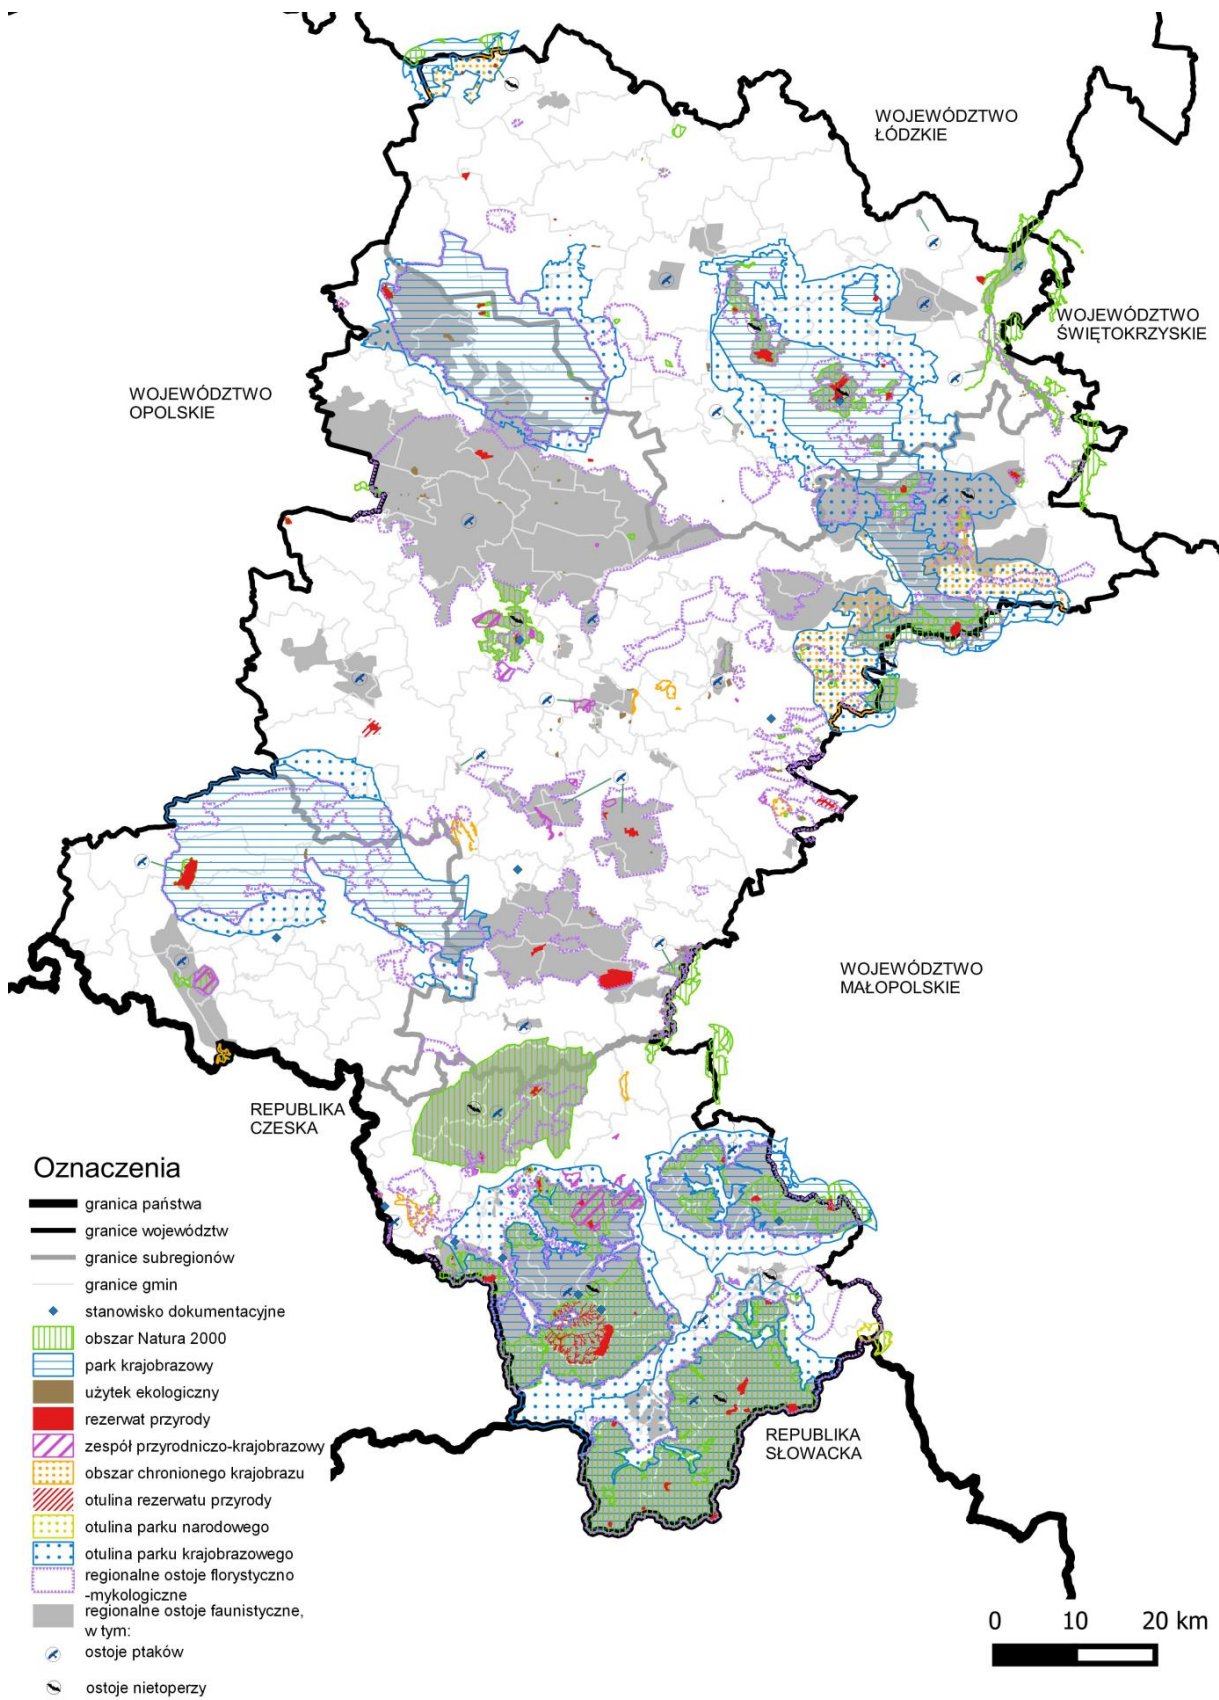 WOJEWÓDZTWO
ŁÓDZKIE
WOJEWÓDZTWO
ŚWIĘTOKRZYSKIE
WOJEWÓDZTWO
OPOLSKIE
WOJEWÓDZTWO
MAŁOPOLSKIE
REPUBLIKA
CZESKA
REPUBLIKA
SŁOWACKA
Oznaczenia
granica państwa
granice województw
granice subregionów
granice gmin
stanowisko dokumentacyjne
obszar Natura 2000
park krajobrazowy
użytek ekologiczny
rezerwat przyrody
zespół przyrodniczo-krajobrazowy
obszar chronionego krajobrazu
otulina rezerwatu przyrody
otulina parku narodowego
otulina parku krajobrazowego
regionalne ostoje florystyczno
-mykologiczne
regionalne ostoje faunistyczne,
w tym:
ostoje ptaków
ostoje nietoperzy
0 10 20 km